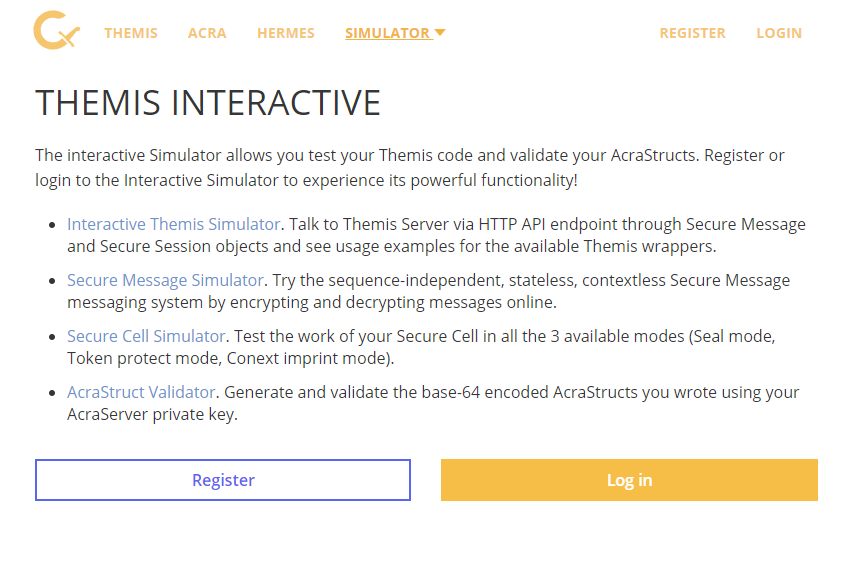 THEMIS ACRA HERMES SIMULATOR REGISTER LOGIN
THEMIS INTERACTIVE
The interactive Simulator allows you test your Themis code and validate your AcraStructs. Register or
login to the Interactive Simulator to experience its powerful functionality!
Interactive Themis Simulator. Talk to Themis Server via HTTP API endpoint through Secure Message
and Secure Session objects and see usage examples for the available Themis wrappers.
Secure Message Simulator. Try the sequence-independent, stateless, contextless Secure Message
messaging system by encrypting and decrypting messages online.
Secure Cell Simulator. Test the work of your Secure Cell in all the 3 available modes (Seal mode,
Token protect mode, Conext imprint mode).
AcraStruct Validator. Generate and validate the base-64 encoded AcraStructs you wrote using your
AcraServer private key.
Register Log in